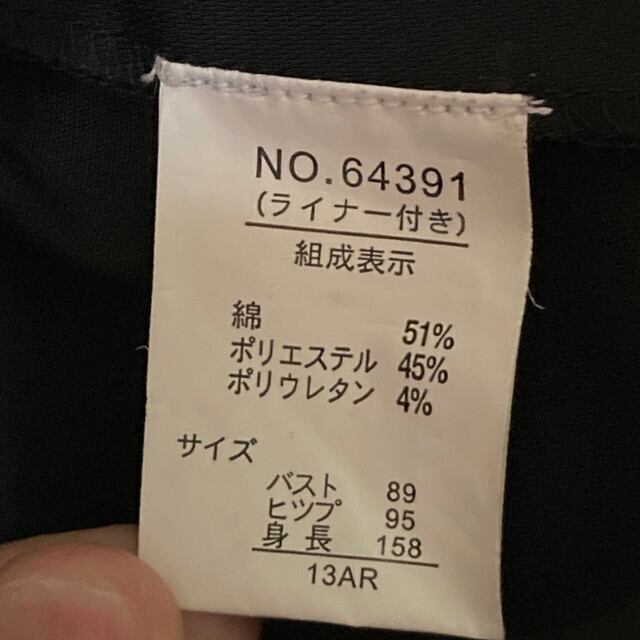 NO.64391
(ライナー付き)
組成表示
綿 51%
ポリエステル 45%
ポリウレタン 4%
サイズ
バスト 89
ヒップ 95
身長 158
13AR